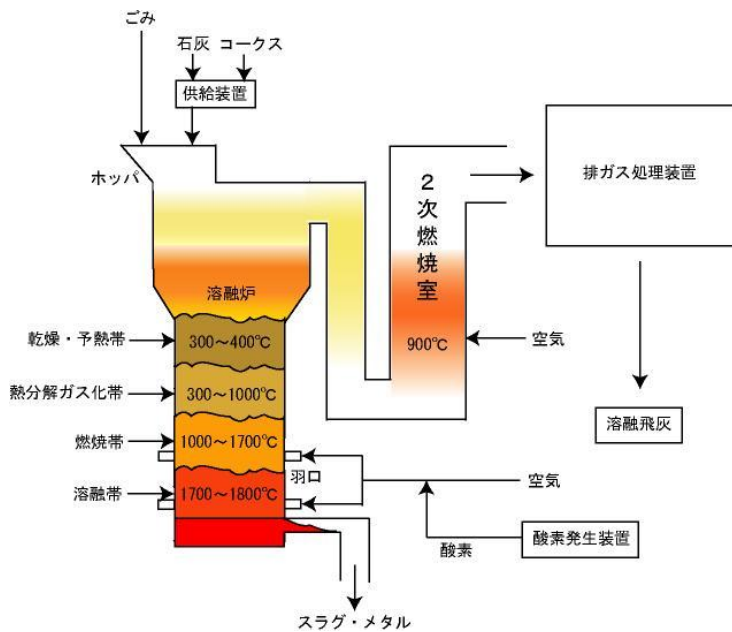 ごみ
石灰 コークス
供給装置
ホッパ
2次燃焼室
排ガス処理装置
溶融炉
乾燥・予熱帯
300～400℃
900℃
空気
熱分解ガス化帯
300～1000℃
溶融飛灰
燃焼帯
1000～1700℃
羽口
空気
溶融帯
1700～1800℃
酸素
酸素発生装置
スラグ・メタル